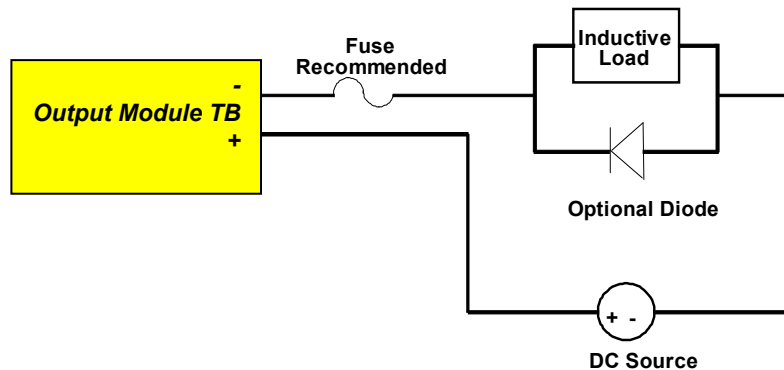 Fuse
Recommended
Inductive
Load
-
Output Module TB
+
Optional Diode
+ -
DC Source